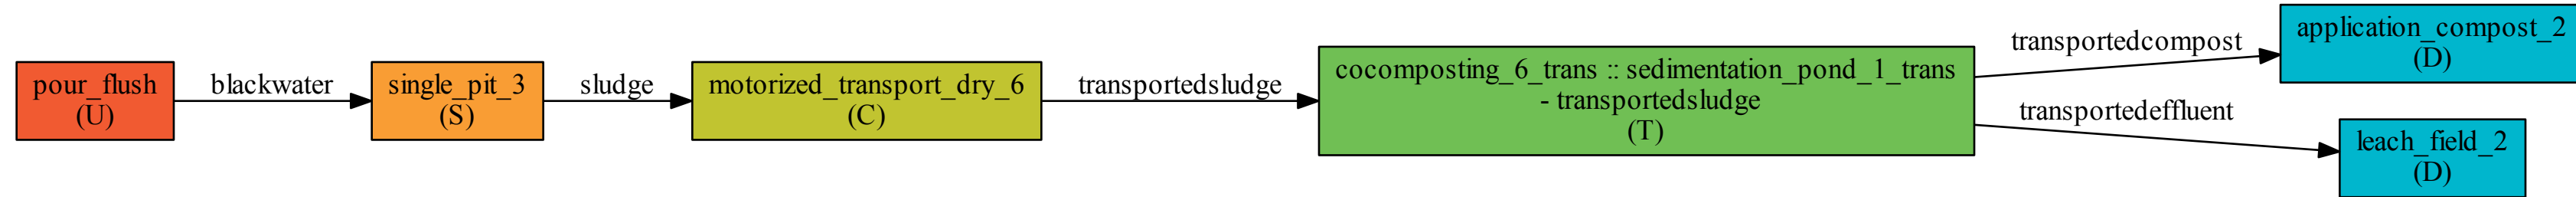 pour_flush
(U)
blackwater
single_pit_3
(S)
sludge
motorized_transport_dry_6
(C)
transportedsludge
cocomposting_6_trans :: sedimentation_pond_1_trans
- transportedsludge
(T)
transportedcompost
application_compost_2
(D)
transportedeffluent
leach_field_2
(D)